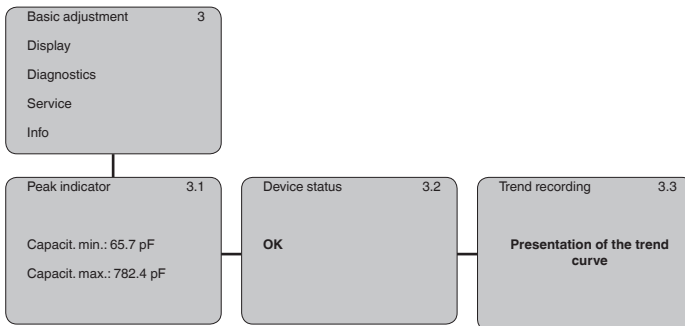 Basic adjustment 3
Display
Diagnostics
Service
Info
Peak indicator 3.1
Capacit. min.: 65.7 pF
Capacit. max.: 782.4 pF
Device status 3.2
OK
Trend recording 3.3
Presentation of the trend
curve